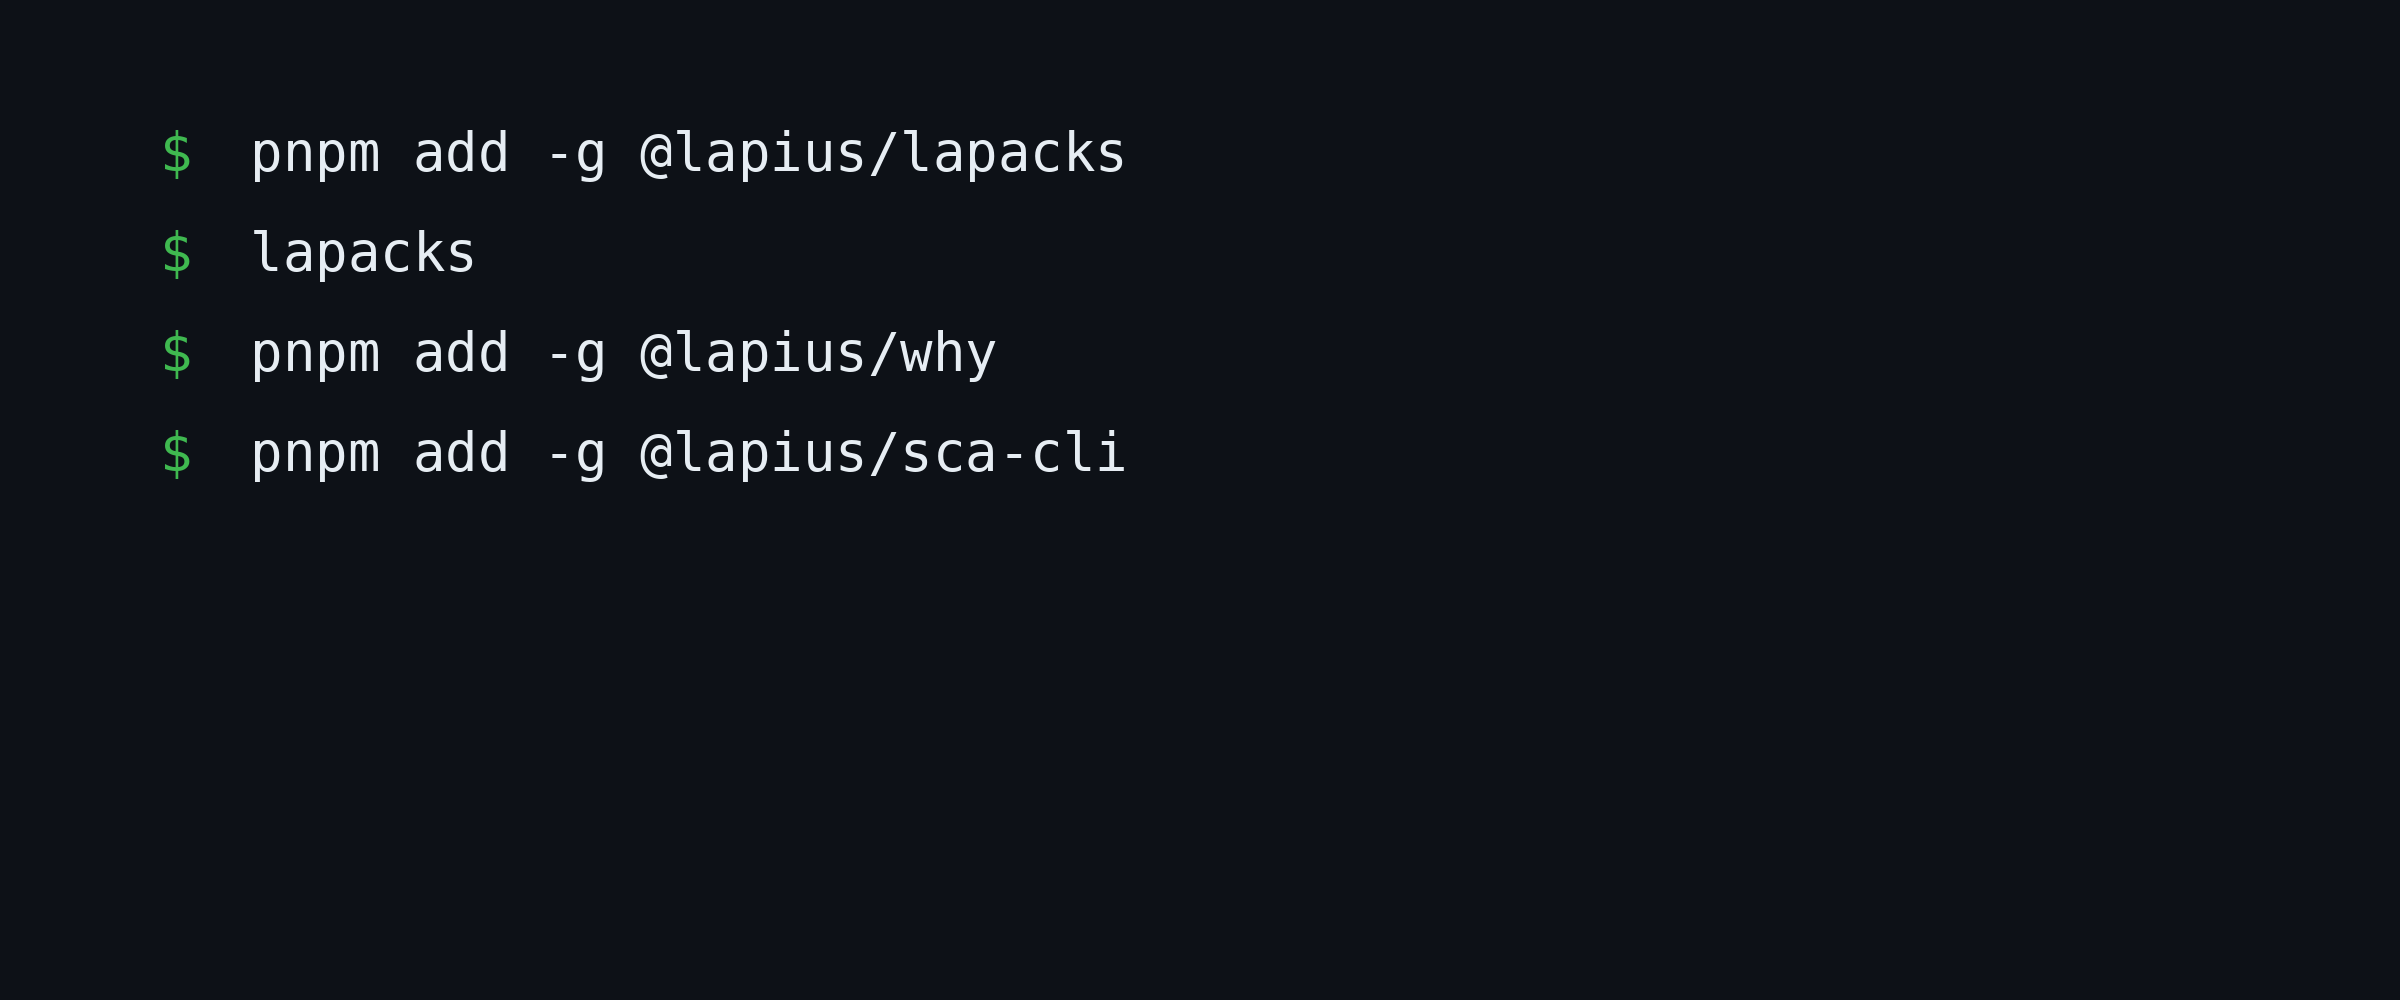 $ pnpm add -g @lapius/lapacks
$ lapacks
$ pnpm add -g @lapius/why
$ pnpm add -g @lapius/sca-cli